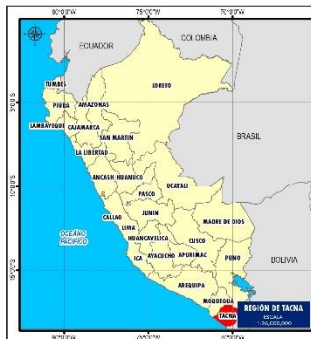 80°0'0"W 75°0'0"W 70°0'0"W
ECUADOR
COLOMBIA
TUMBES
LORETO
PIURA
AMAZONAS
LAMBAYEQUE
CAJAMARCA
SAN MARTIN
BRASIL
LA LIBERTAD
ANCASH
HUANUCO
UCAYALI
PASCO
CALLAO
JUNIN
MADRE DE DIOS
LIMA
OCEÁNO
PACIFICO
HUANCAVELICA
CUSCO
ICA
AYACUCHO
APURIMAC
PUNO
BOLIVIA
AREQUIPA
MOQUEGUA
TACNA
REGIÓN DE TACNA
ESCALA